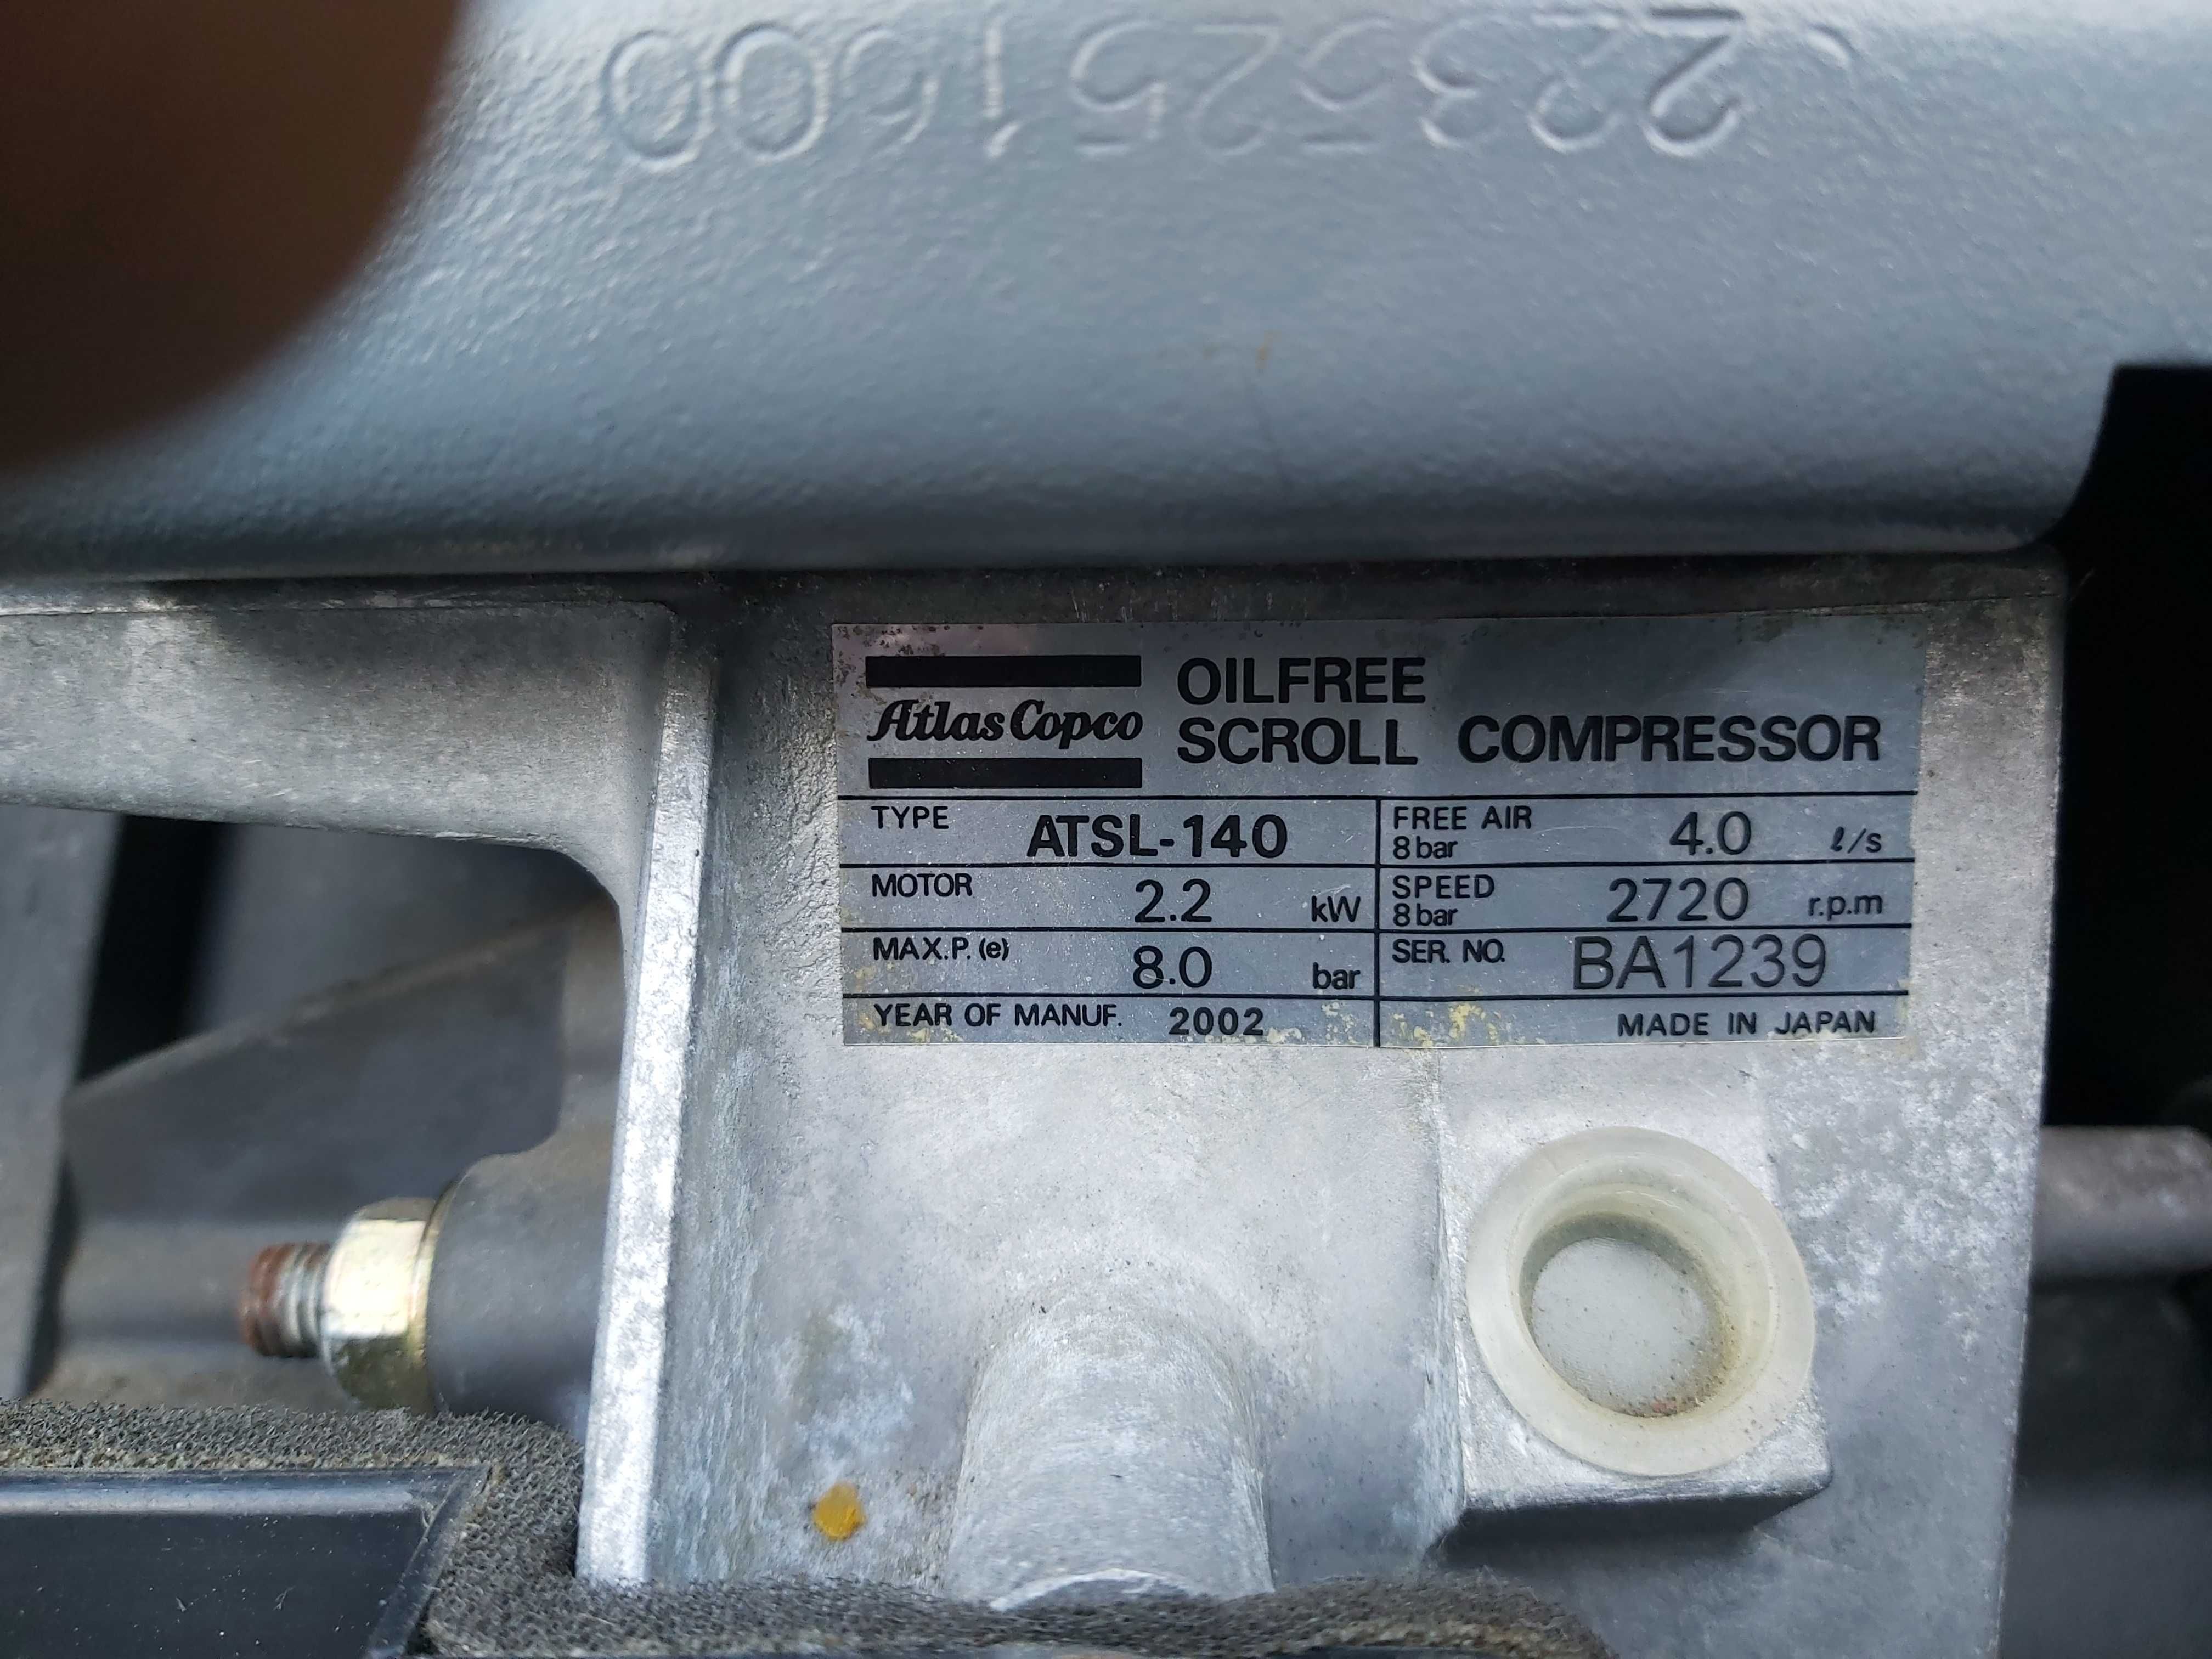 Atlas Copco
OILFREE
SCROLL COMPRESSOR
TYPE ATSL-140
FREE AIR 8 bar 4.0 ℓ/s
MOTOR 2.2 kW
SPEED 8 bar 2720 r.p.m
MAX.P. (e) 8.0 bar
SER. NO. BA1239
YEAR OF MANUF. 2002
MADE IN JAPAN